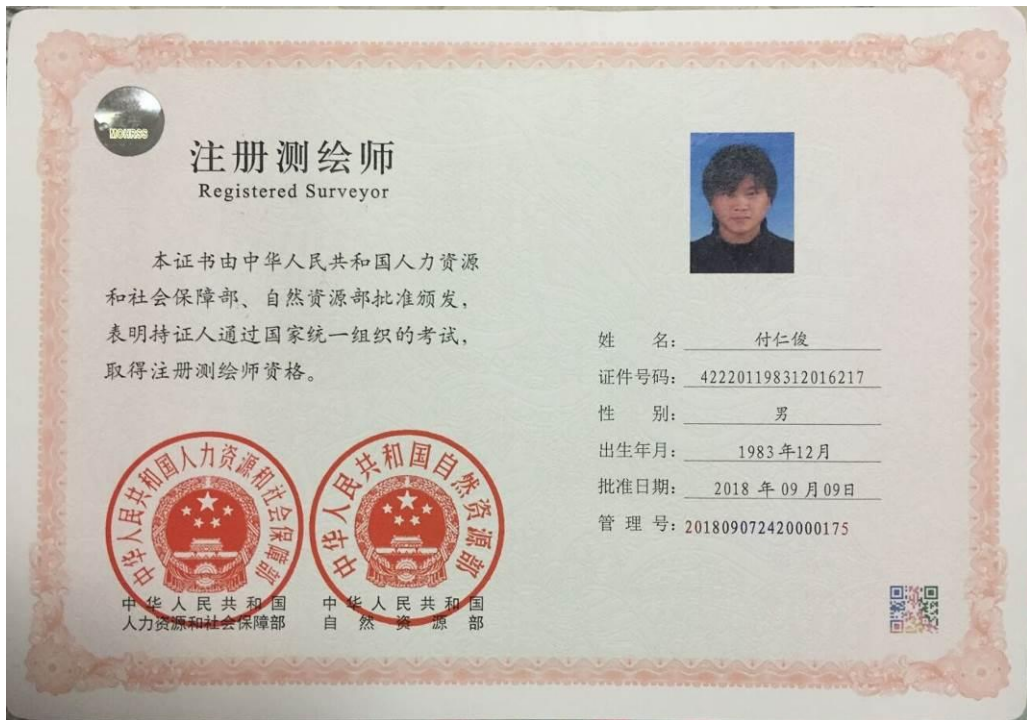 MOHRSS
注册测绘师
Registered Surveyor
本证书由中华人民共和国人力资源
和社会保障部、自然资源部批准颁发，
表明持证人通过国家统一组织的考试，
取得注册测绘师资格。
中华人民共和国人力资源和社会保障部
中华人民共和国自然资源部
中华人民共和国
人力资源和社会保障部
中华人民共和国
自然资源部
姓 名：付仁俊
证件号码：422201198312016217
性 别：男
出生年月：1983年12月
批准日期：2018 年 09 月 09日
管 理 号：201809072420000175